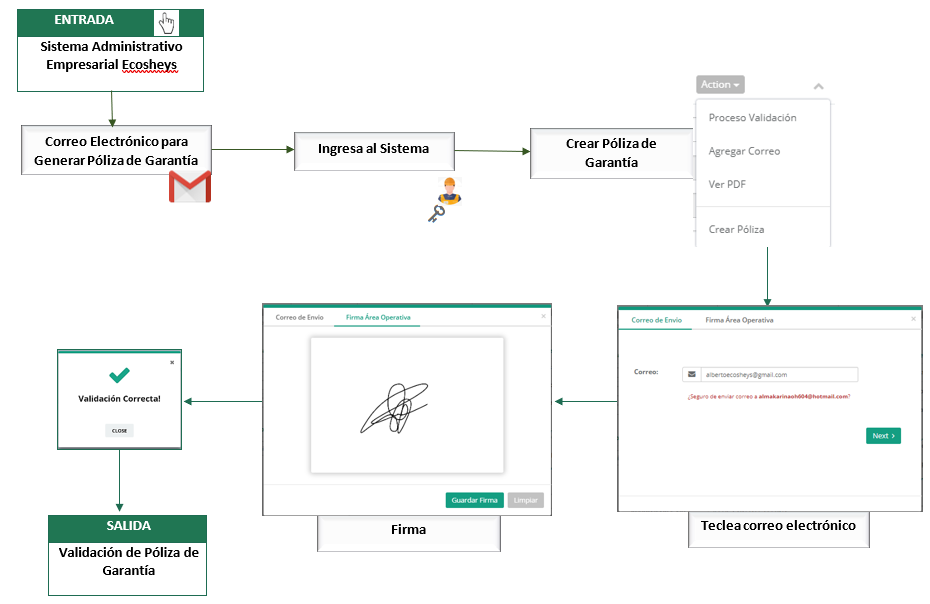 ENTRADA
Sistema Administrativo
Empresarial Ecosheys
Correo Electrónico para
Generar Póliza de Garantía
Ingresa al Sistema
Crear Póliza de
Garantía
Action
Proceso Validación
Agregar Correo
Ver PDF
Crear Póliza
Correo de Envio
Firma Área Operativa
×
Correo:
albertoecosheys@gmail.com
¿Seguro de enviar correo a almakarinaoh604@hotmail.com?
Next >
Teclea correo electrónico
Correo de Envio
Firma Área Operativa
×
Guardar Firma
Limpiar
Firma
×
Validación Correcta!
CLOSE
SALIDA
Validación de Póliza de
Garantía